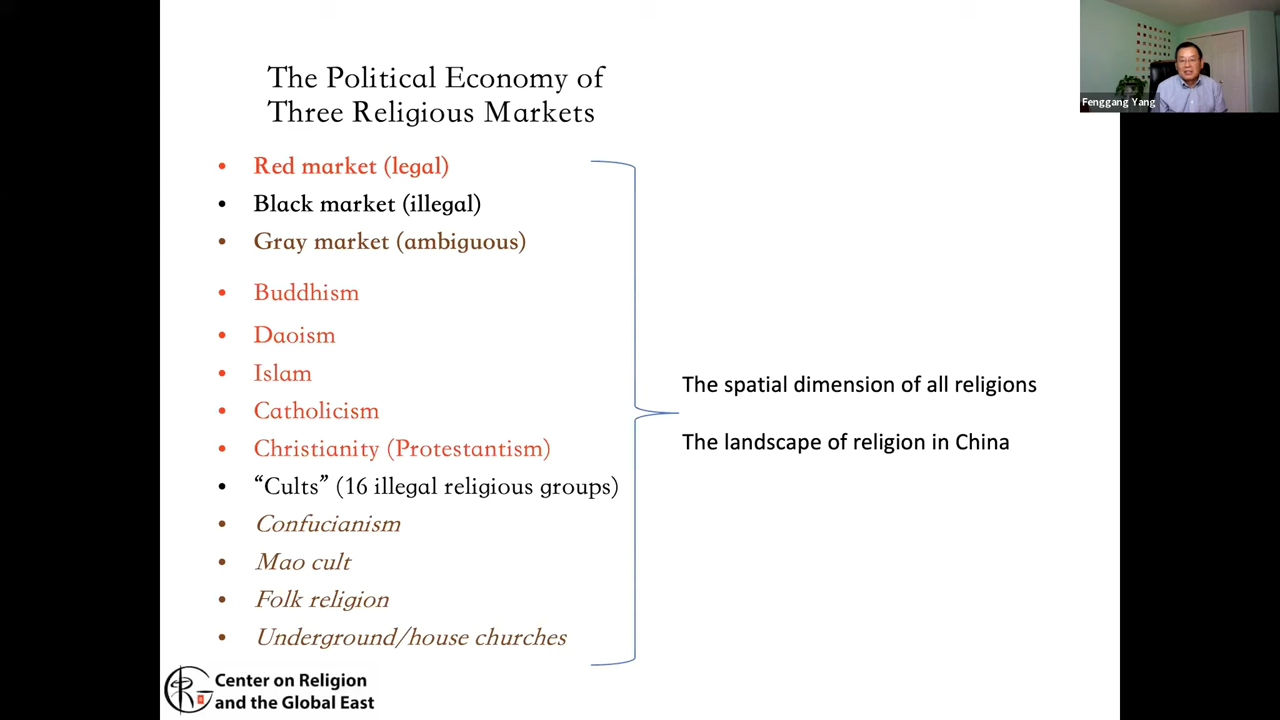 The Political Economy of
Three Religious Markets
• Red market (legal)
• Black market (illegal)
• Gray market (ambiguous)
• Buddhism
• Daoism
• Islam
• Catholicism
• Christianity (Protestantism)
• “Cults” (16 illegal religious groups)
• Confucianism
• Mao cult
• Folk religion
• Underground/house churches
The spatial dimension of all religions
The landscape of religion in China
Center on Religion
and the Global East
Fenggang Yang